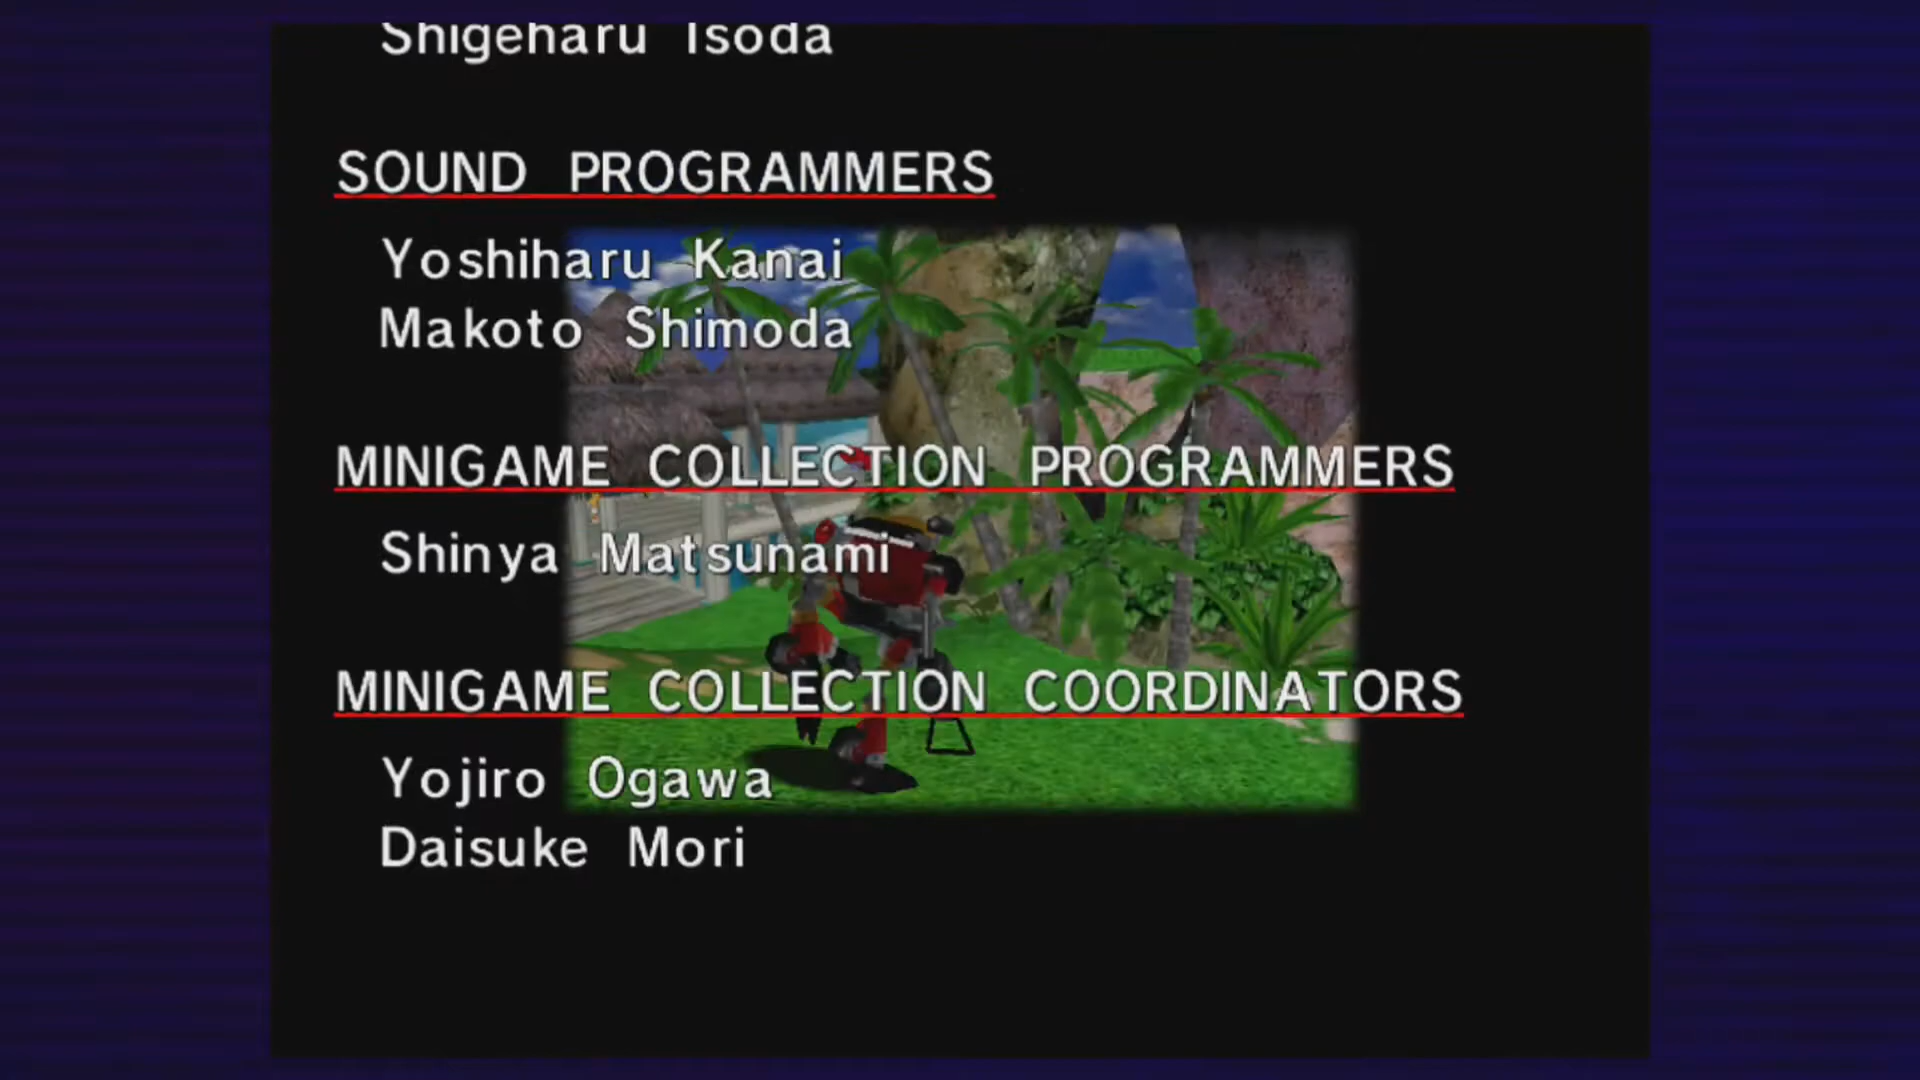 Shigeharu Isoda
SOUND PROGRAMMERS
Yoshiharu Kanai
Makoto Shimoda
MINIGAME COLLECTION PROGRAMMERS
Shinya Matsunami
MINIGAME COLLECTION COORDINATORS
Yojiro Ogawa
Daisuke Mori